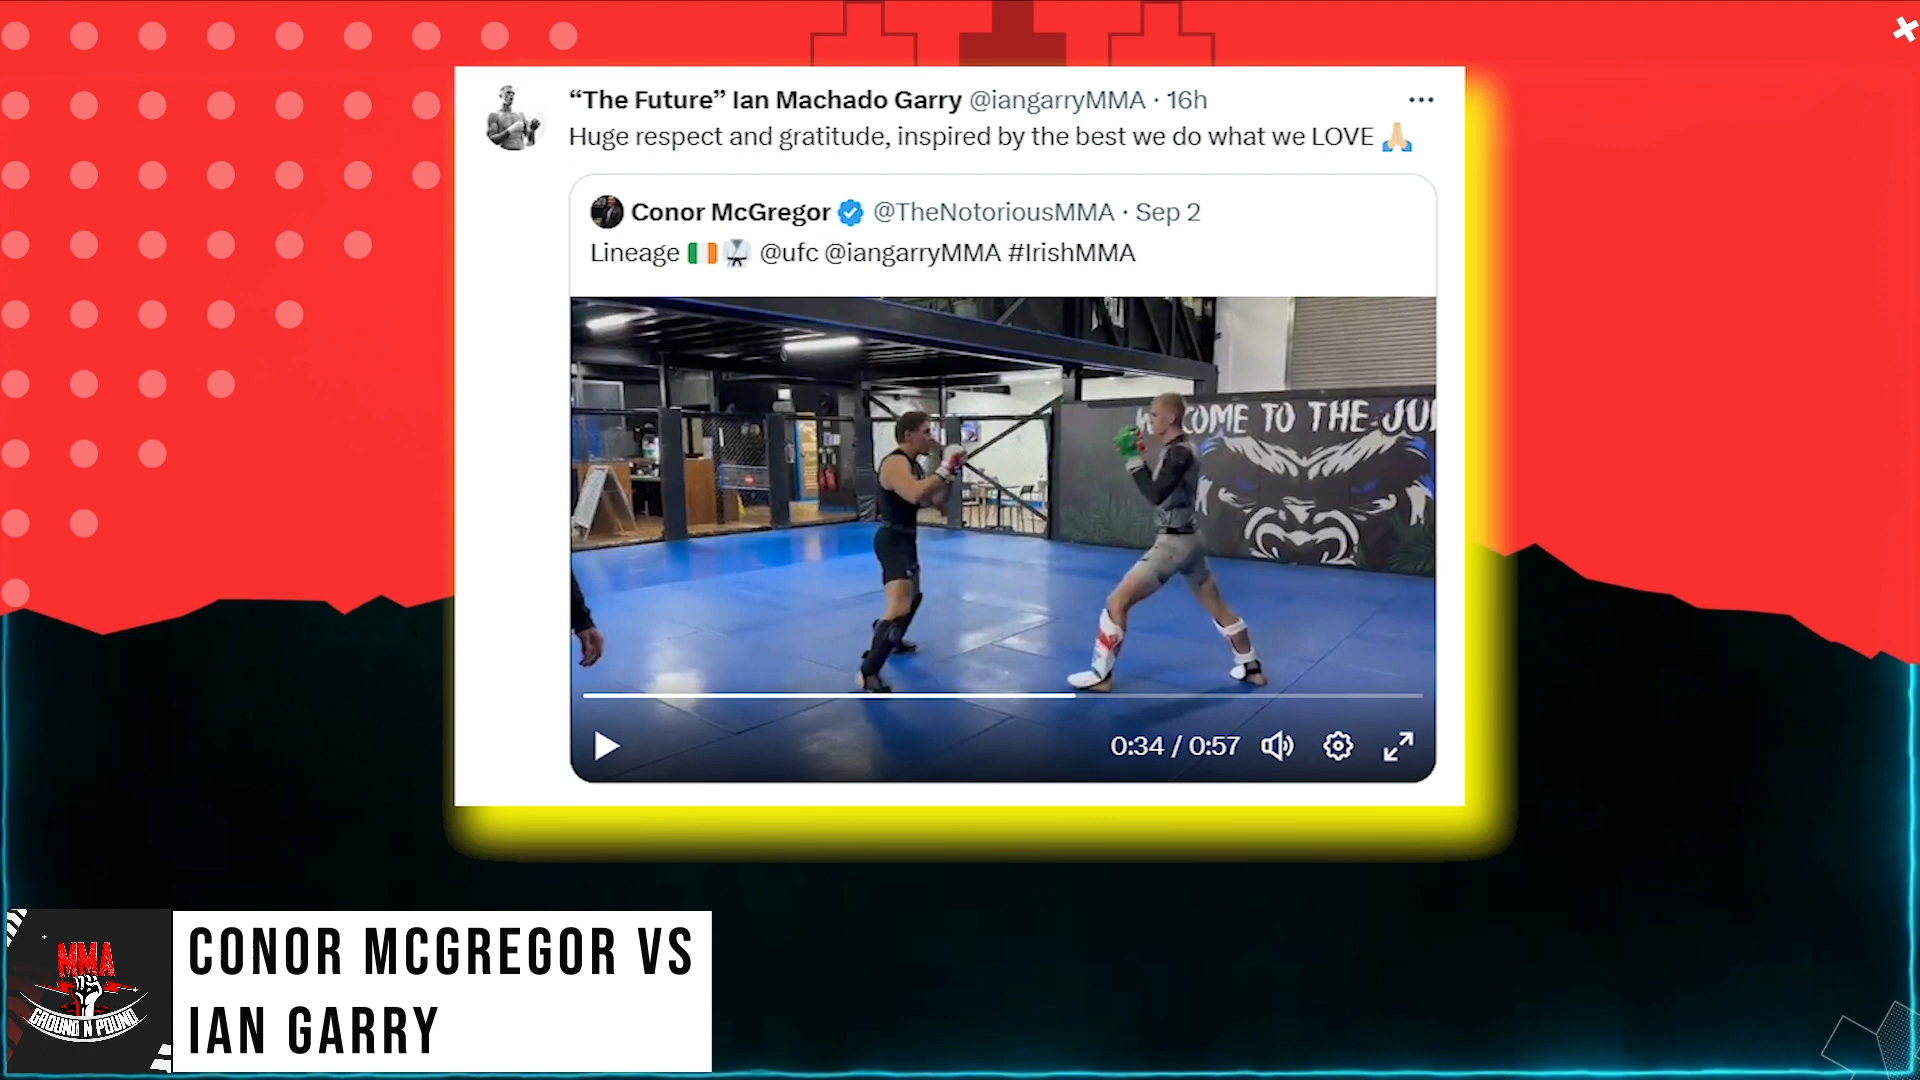 “The Future” Ian Machado Garry @iangarryMMA · 16h
Huge respect and gratitude, inspired by the best we do what we LOVE 🙏🏼
Conor McGregor @TheNotoriousMMA · Sep 2
Lineage 🇮🇪🥋 @ufc @iangarryMMA #IrishMMA
COME TO THE JU
0:34 / 0:57
MMA
GROUND N POUND
CONOR MCGREGOR VS
IAN GARRY